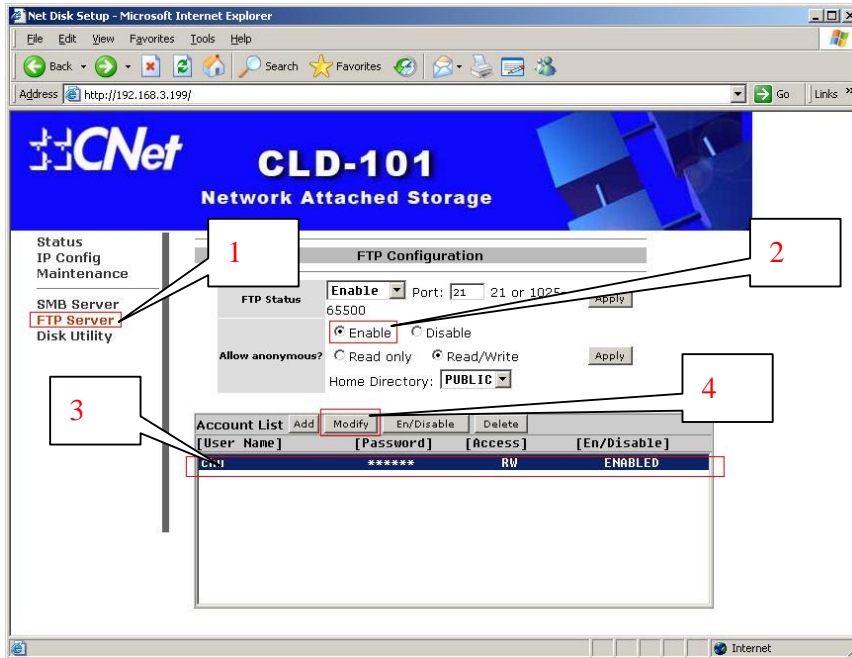 Net Disk Setup - Microsoft Internet Explorer
File Edit View Favorites Tools Help
Back Search Favorites
Address http://192.168.3.199/ Go Links »
CNet
CLD-101
Network Attached Storage
Status
IP Config
Maintenance
SMB Server
FTP Server
Disk Utility
1
2
3
4
FTP Configuration
FTP Status Enable Port: 21 21 or 1025-
65500
Apply
Enable Disable
Allow anonymous? Read only Read/Write Apply
Home Directory: PUBLIC
Account List Add Modify En/Disable Delete
[User Name] [Password] [Access] [En/Disable]
****** RW ENABLED
Internet